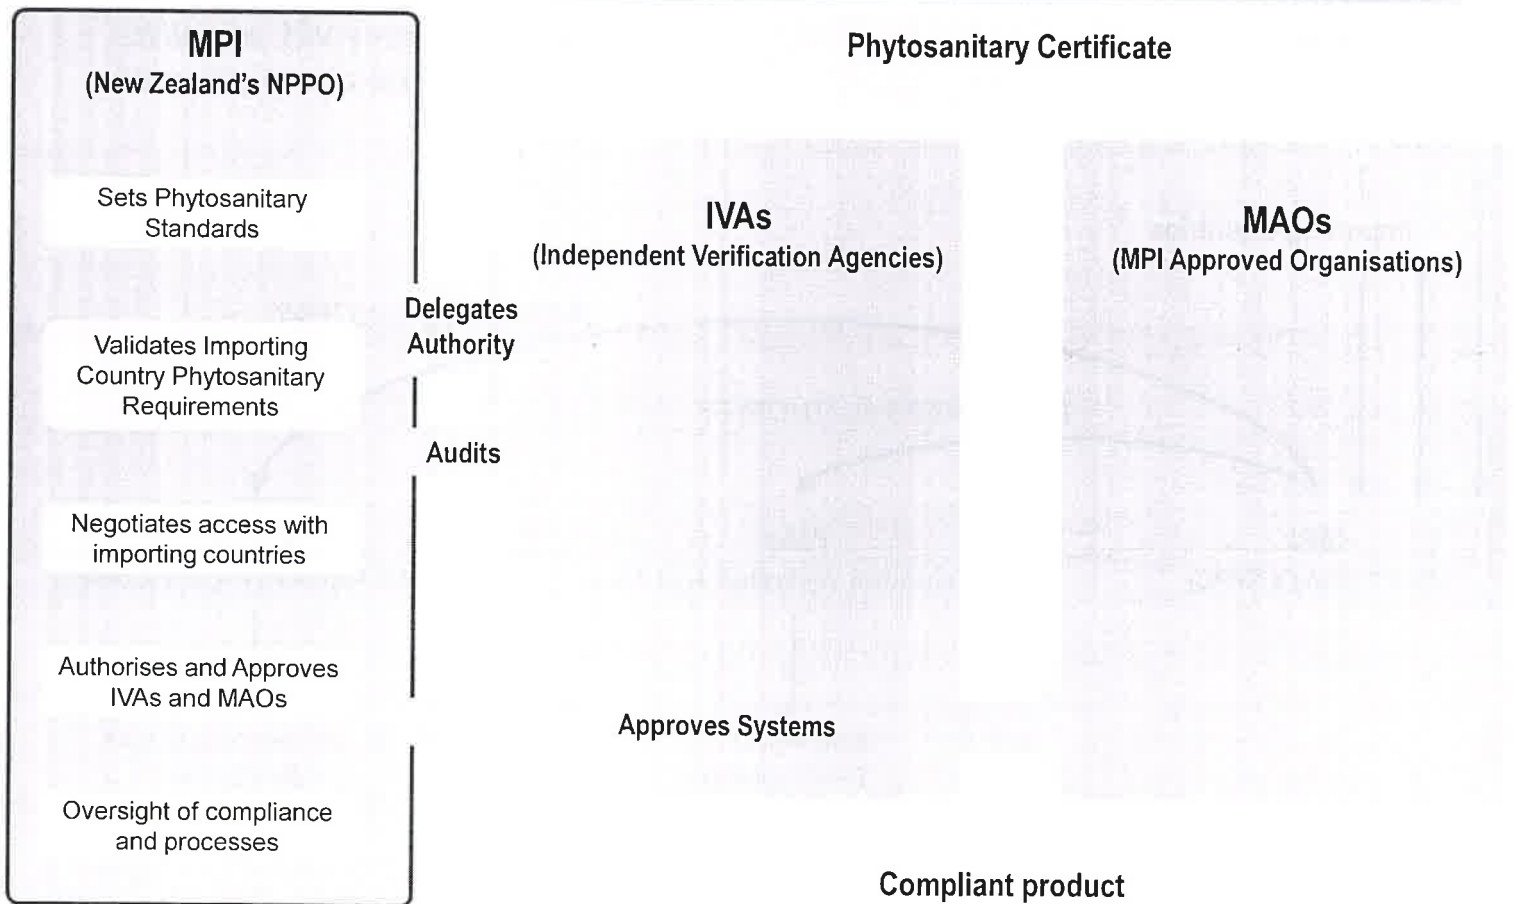 MPI
(New Zealand's NPPO)
Sets Phytosanitary
Standards
Validates Importing
Country Phytosanitary
Requirements
Negotiates access with
importing countries
Authorises and Approves
IVAs and MAOs
Oversight of compliance
and processes
Delegates
Authority
Audits
Phytosanitary Certificate
IVAs
(Independent Verification Agencies)
MAOs
(MPI Approved Organisations)
Approves Systems
Compliant product